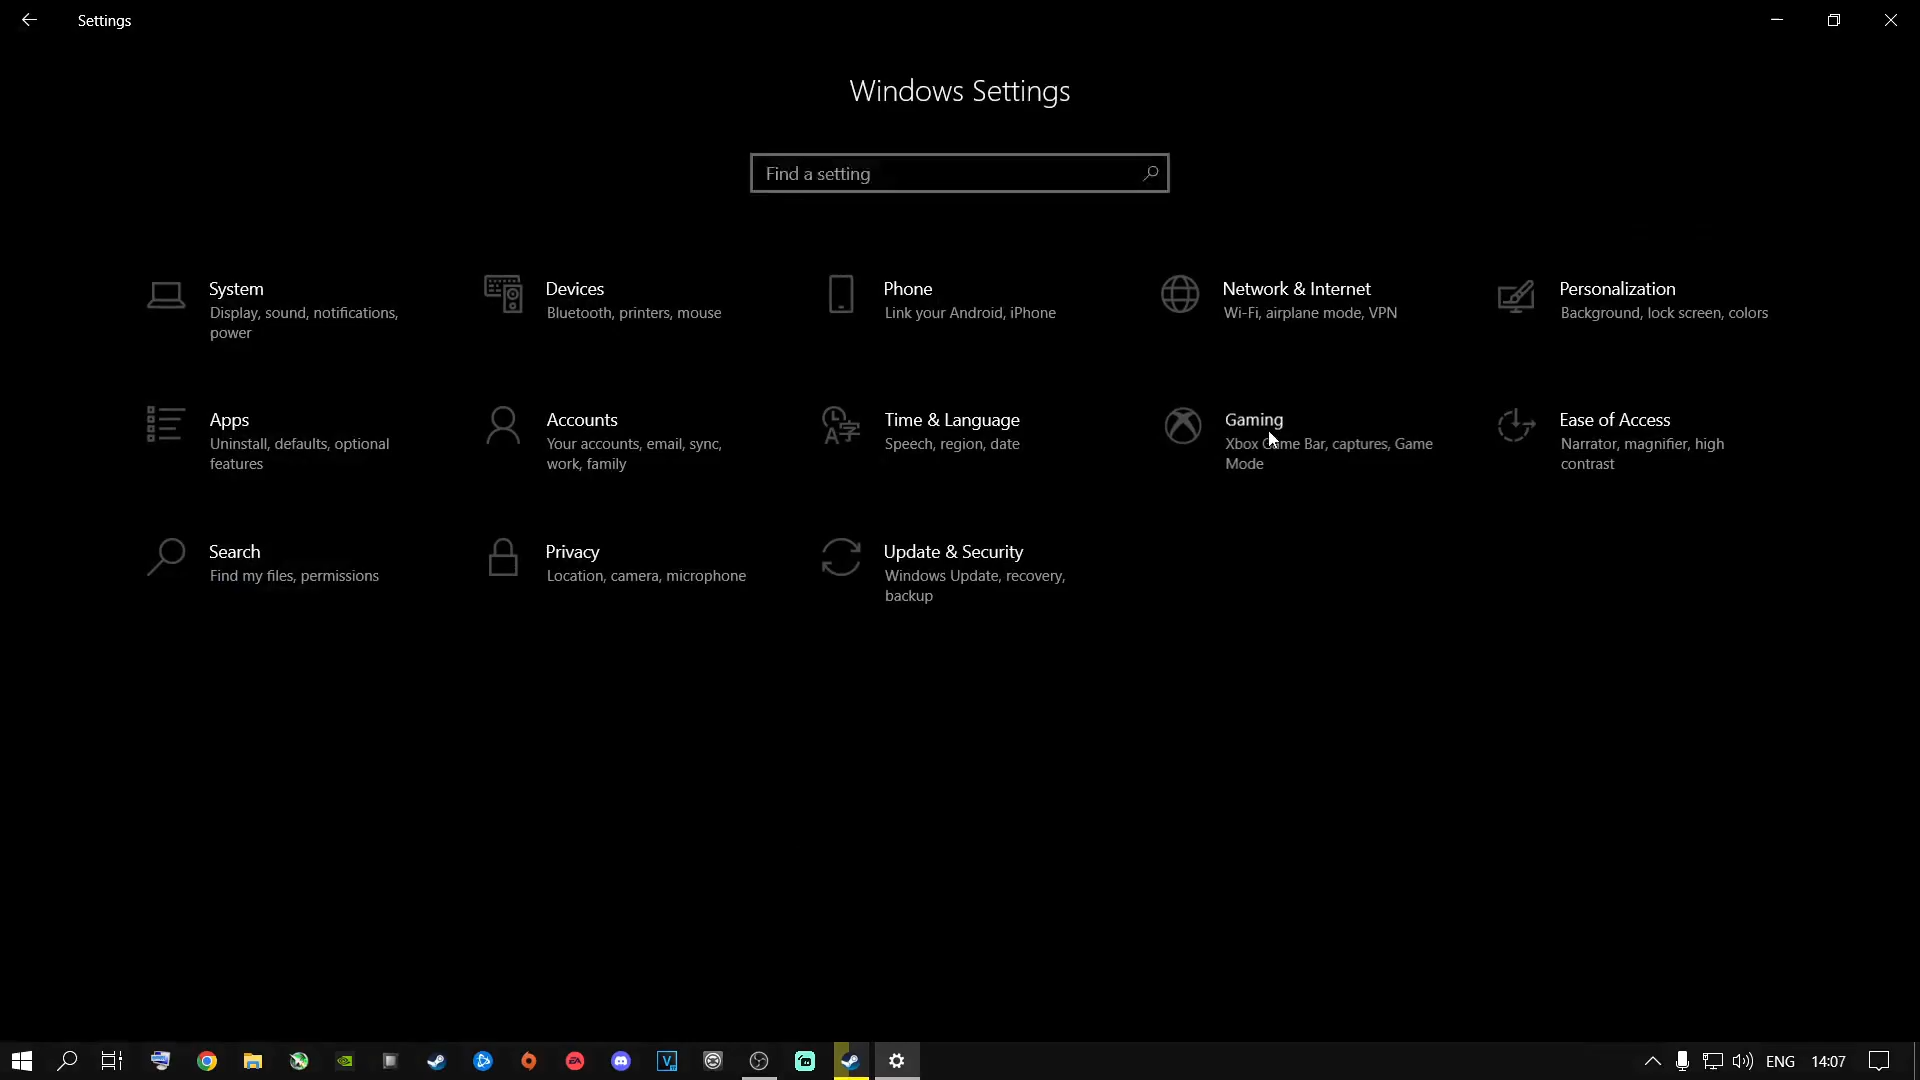 Settings
Windows Settings
Find a setting
System
Display, sound, notifications,
power
Devices
Bluetooth, printers, mouse
Phone
Link your Android, iPhone
Network & Internet
Wi-Fi, airplane mode, VPN
Personalization
Background, lock screen, colors
Apps
Uninstall, defaults, optional
features
Accounts
Your accounts, email, sync,
work, family
Time & Language
Speech, region, date
Gaming
Xbox Game Bar, captures, Game
Mode
Ease of Access
Narrator, magnifier, high
contrast
Search
Find my files, permissions
Privacy
Location, camera, microphone
Update & Security
Windows Update, recovery,
backup
ENG 14:07